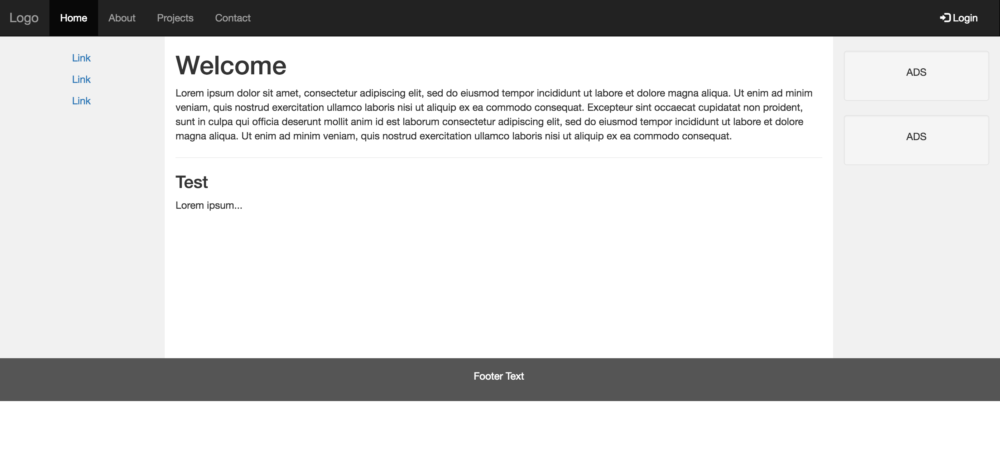 Logo
Home
About
Projects
Contact
Login
Link
Link
Link
Welcome
Lorem ipsum dolor sit amet, consectetur adipiscing elit, sed do eiusmod tempor incididunt ut labore et dolore magna aliqua. Ut enim ad minim
veniam, quis nostrud exercitation ullamco laboris nisi ut aliquip ex ea commodo consequat. Excepteur sint occaecat cupidatat non proident,
sunt in culpa qui officia deserunt mollit anim id est laborum consectetur adipiscing elit, sed do eiusmod tempor incididunt ut labore et dolore
magna aliqua. Ut enim ad minim veniam, quis nostrud exercitation ullamco laboris nisi ut aliquip ex ea commodo consequat.
Test
Lorem ipsum...
ADS
ADS
Footer Text